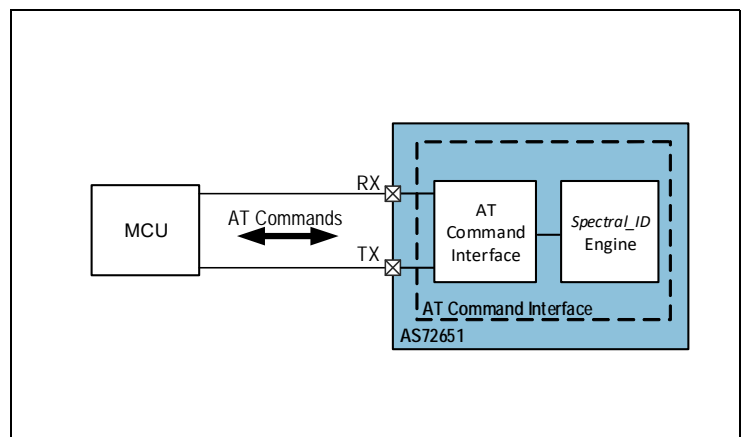 RX
MCU
AT Commands
TX
AT
Command
Interface
Spectral_ID
Engine
AT Command Interface
AS72651